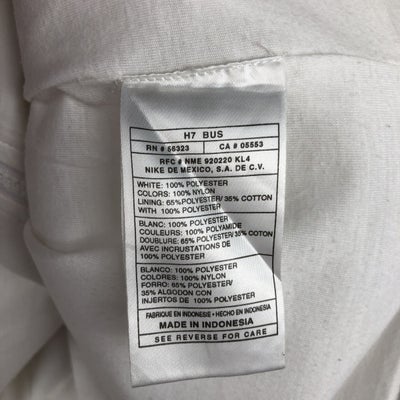 H7 BUS
RN # 56323 CA # 05553
RFC # NME 920220 KL4
NIKE DE MEXICO, S.A. DE C.V.
WHITE: 100% POLYESTER
COLORS: 100% NYLON
LINING: 65% POLYESTER/ 35% COTTON
WITH 100% POLYESTER
BLANC: 100% POLYESTER
COULEURS: 100% POLYAMIDE
DOUBLURE: 65% POLYESTER/ 35% COTON
AVEC INCRUSTATIONS DE
100% POLYESTER
BLANCO: 100% POLYESTER
COLORES: 100% NYLON
FORRO: 65% POLYESTER/
35% ALGODON CON
INJERTOS DE 100% POLYESTER
FABRIQUE EN INDONESIE • HECHO EN INDONESIA
MADE IN INDONESIA
SEE REVERSE FOR CARE